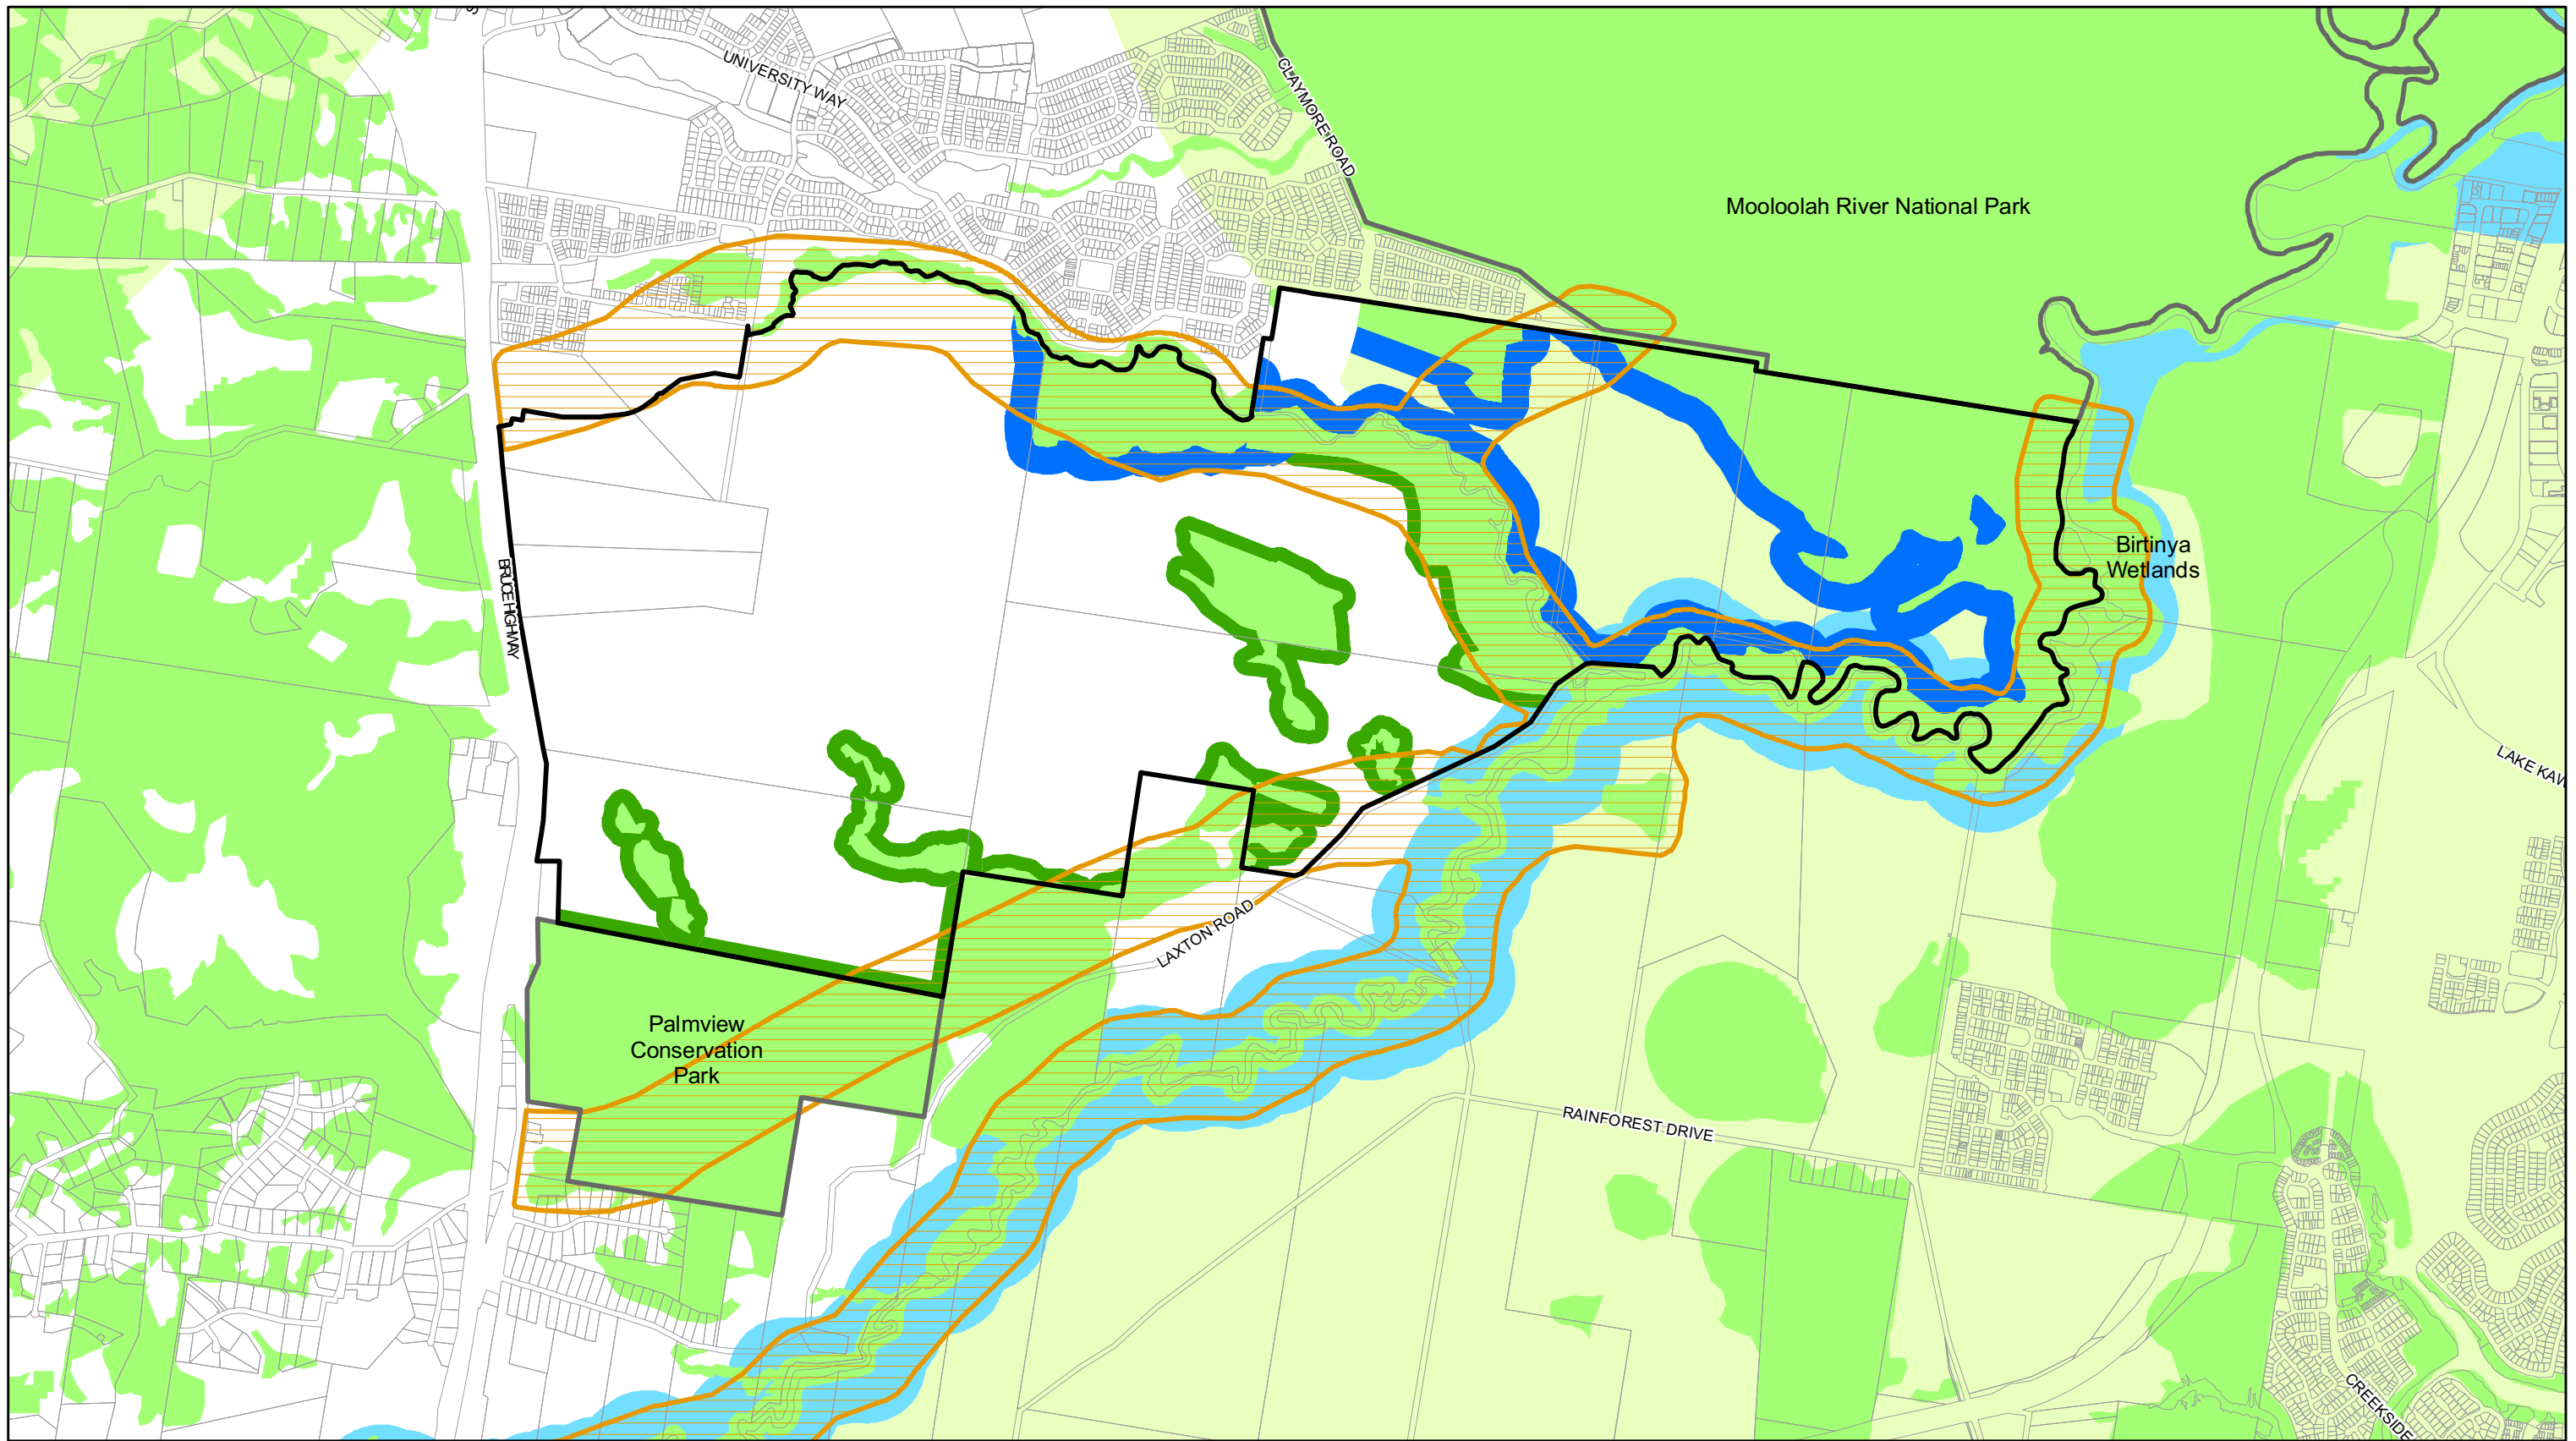 UNIVERSITY WAY
CLAYMORE ROAD
Mooloolah River National Park
BRUCE HIGHWAY
Birtinya
Wetlands
LAKE KAW
LAXTON ROAD
Palmview
Conservation
Park
RAINFOREST DRIVE
CREEKSIDE